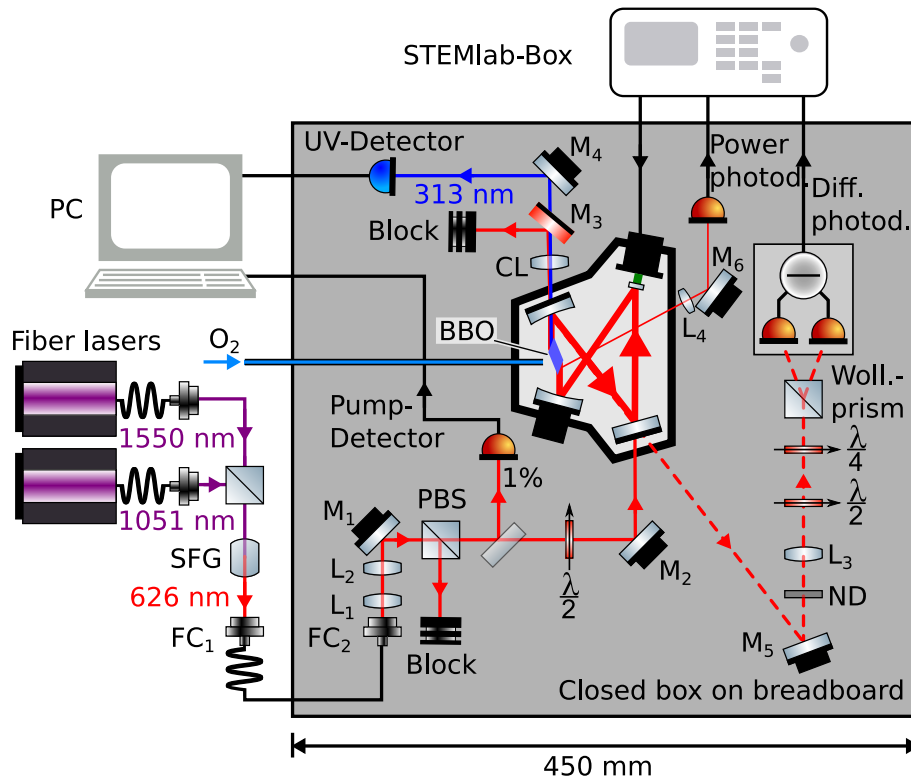 STEMlab-Box
UV-Detector
M4
Power
photod.
PC
313 nm
M3
Diff.
photod.
Block
CL
M6
Fiber lasers
O2
BBO
L4
1550 nm
Pump-
Detector
Woll.-
prism
1%
λ
4
1051 nm
M1
PBS
λ
2
SFG
L2
M2
L3
626 nm
L1
λ
2
ND
FC1
FC2
Block
M5
Closed box on breadboard
450 mm